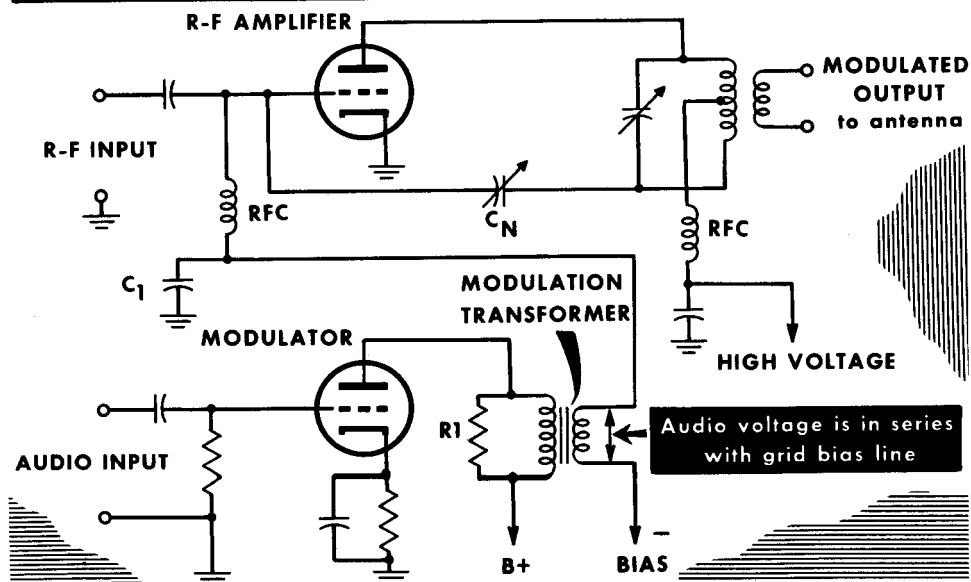 R-F AMPLIFIER
MODULATED
OUTPUT
to antenna
R-F INPUT
RFC
CN
RFC
C1
MODULATION
TRANSFORMER
MODULATOR
HIGH VOLTAGE
R1
Audio voltage is in series
with grid bias line
AUDIO INPUT
B+
−
BIAS